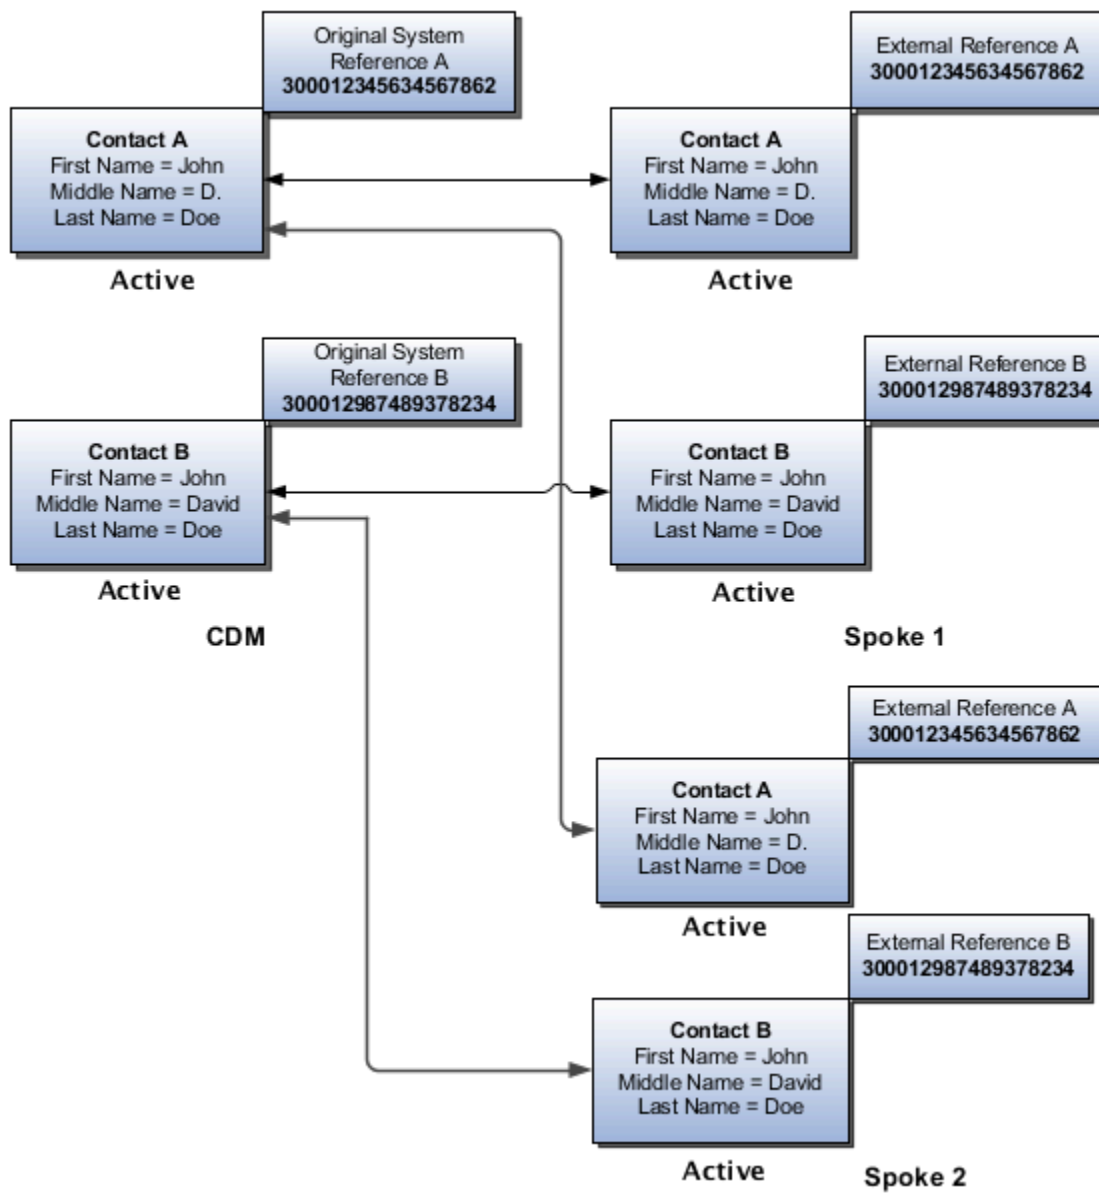 Original System
Reference A
300012345634567862
External Reference A
300012345634567862
Contact A
First Name = John
Middle Name = D.
Last Name = Doe
Active
Contact A
First Name = John
Middle Name = D.
Last Name = Doe
Active
Original System
Reference B
300012987489378234
External Reference B
300012987489378234
Contact B
First Name = John
Middle Name = David
Last Name = Doe
Active
Contact B
First Name = John
Middle Name = David
Last Name = Doe
Active
CDM
Spoke 1
External Reference A
300012345634567862
Contact A
First Name = John
Middle Name = D.
Last Name = Doe
Active
External Reference B
300012987489378234
Contact B
First Name = John
Middle Name = David
Last Name = Doe
Active
Spoke 2